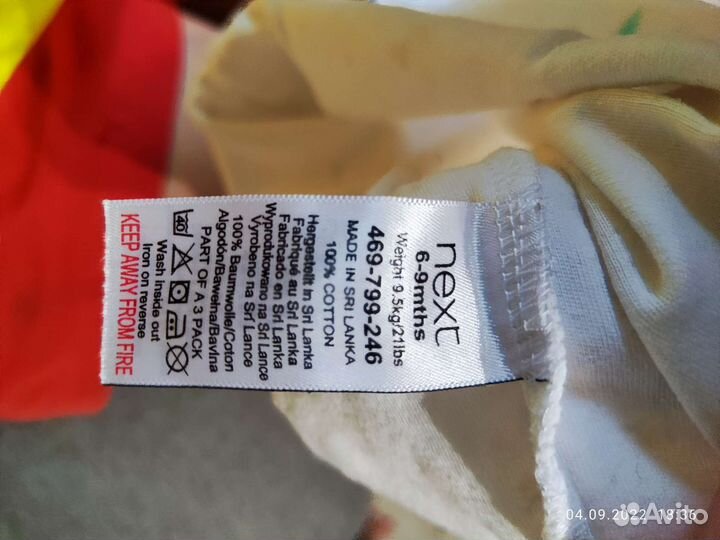 next
6-9mths
Weight 9.5kg/21lbs
469-799-246
MADE IN SRI LANKA
100% COTTON
Hergestellt in Sri Lanka
Fabriqué au Sri Lanka
Fabricado en Sri Lanka
Wyprodukowano na Sri Lance
Vyrobeno na Sri Lance
100% Baumwolle/Coton
Algodón/Bawełna/Bavlna
PART OF A 3 PACK
Wash inside out
Iron on reverse
KEEP AWAY FROM FIRE
04.09.2022 18:36
Avito